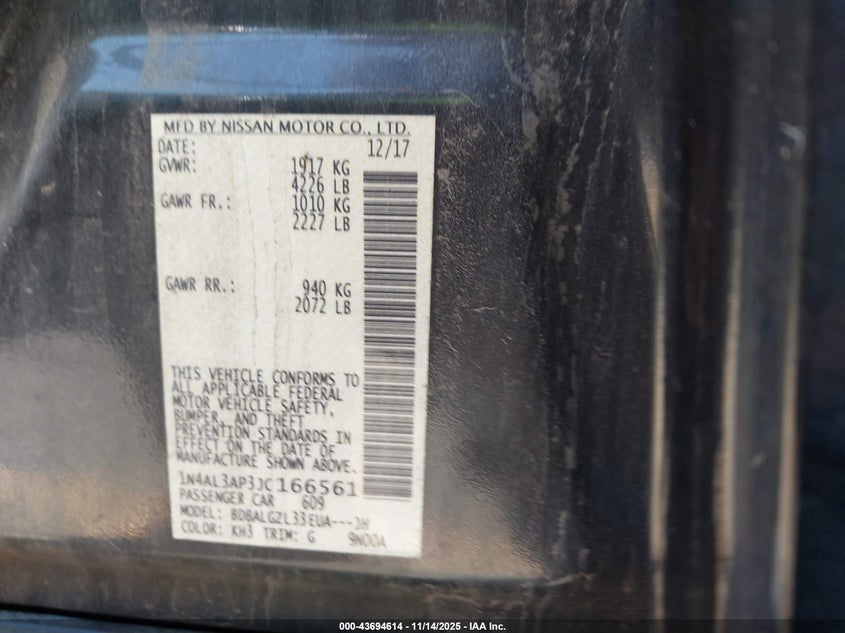 MFD BY NISSAN MOTOR CO., LTD.
DATE: 12/17
GVWR: 1917 KG
4226 LB
GAWR FR.: 1010 KG
2227 LB
GAWR RR.: 940 KG
2072 LB
THIS VEHICLE CONFORMS TO
ALL APPLICABLE FEDERAL
MOTOR VEHICLE SAFETY,
BUMPER, AND THEFT
PREVENTION STANDARDS IN
EFFECT ON THE DATE OF
MANUFACTURE SHOWN ABOVE.
1N4AL3AP3JC166561
PASSENGER CAR 609
MODEL: BDBALGZL33EUA---JH
COLOR: KH3 TRIM: G 9N00A
000-43694614 - 11/14/2025 - IAA Inc.